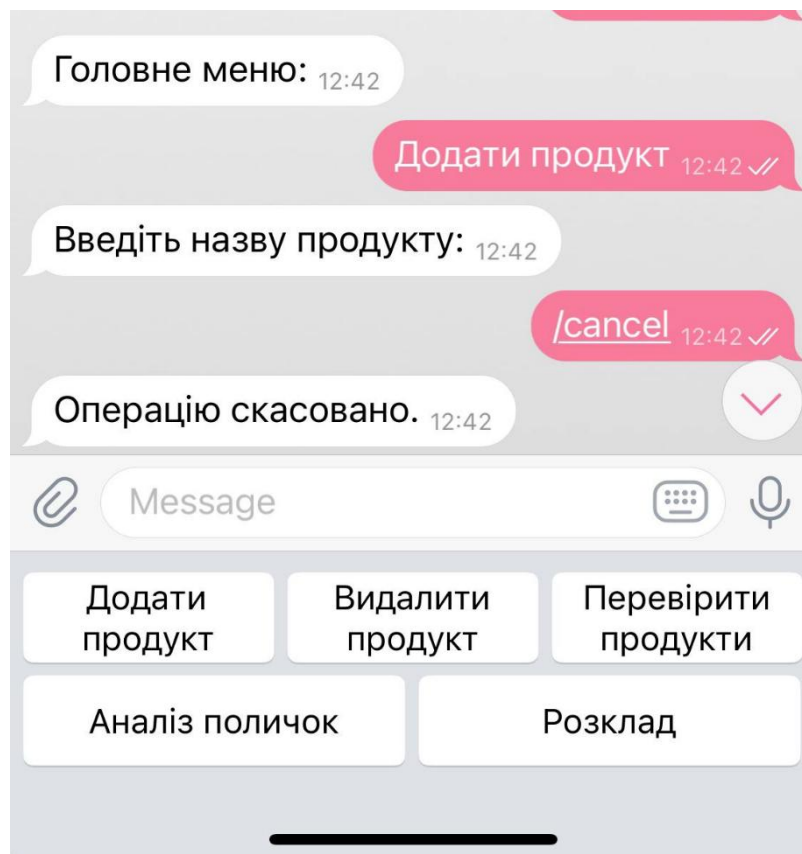 Головне меню: 12:42
Додати продукт 12:42
Введіть назву продукту: 12:42
/cancel 12:42
Операцію скасовано. 12:42
Message
Додати
продукт
Видалити
продукт
Перевірити
продукти
Аналіз поличок
Розклад